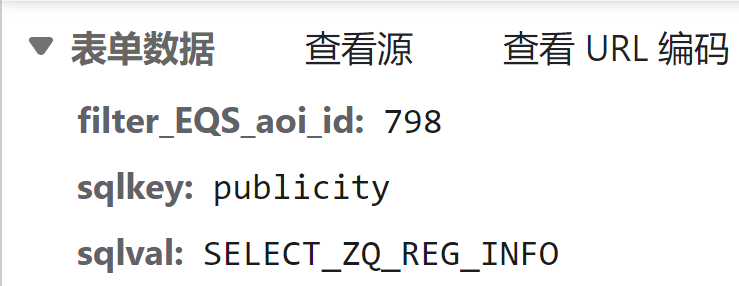 表单数据 查看源 查看 URL 编码
filter_EQS_aoi_id: 798
sqlkey: publicity
sqlval: SELECT_ZQ_REG_INFO